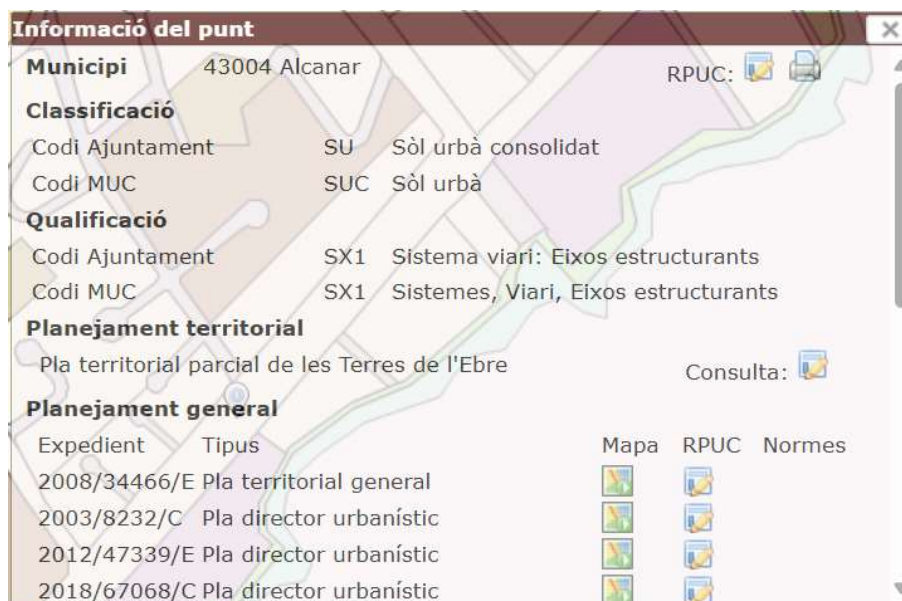 Informació del punt
Municipi 43004 Alcanar RPUC:
Classificació
Codi Ajuntament SU Sòl urbà consolidat
Codi MUC SUC Sòl urbà
Qualificació
Codi Ajuntament SX1 Sistema viari: Eixos estructurants
Codi MUC SX1 Sistemes, Viari, Eixos estructurants
Planejament territorial
Pla territorial parcial de les Terres de l'Ebre Consulta:
Planejament general
Expedient Tipus Mapa RPUC Normes
2008/34466/E Pla territorial general
2003/8232/C Pla director urbanístic
2012/47339/E Pla director urbanístic
2018/67068/C Pla director urbanístic